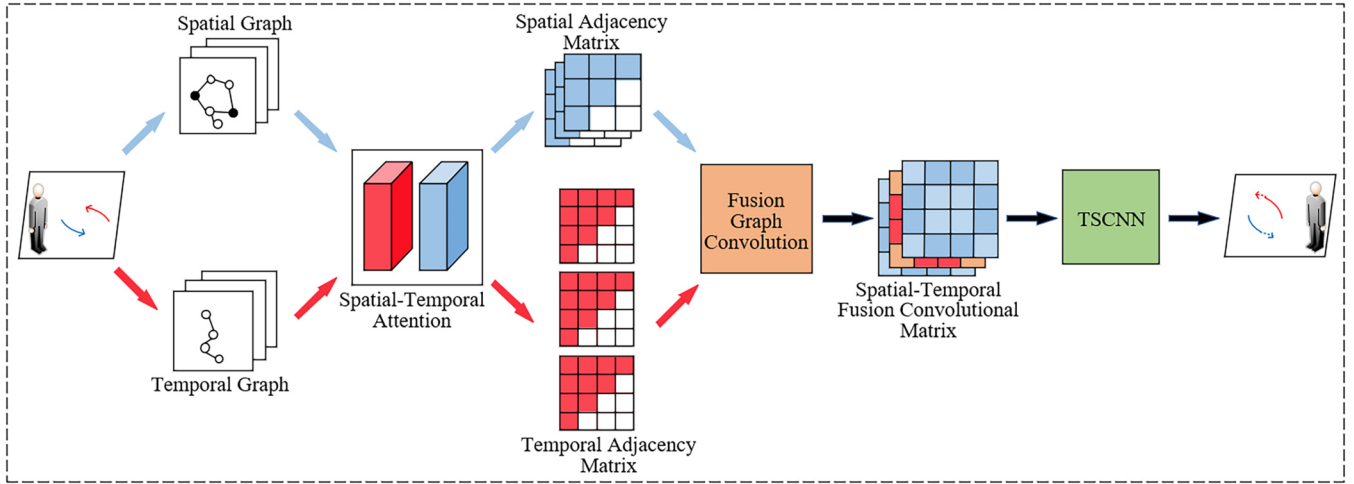 Spatial Graph
Spatial Adjacency
Matrix
Fusion
Graph
Convolution
TSCNN
Spatial-Temporal
Attention
Spatial-Temporal
Fusion Convolutional
Matrix
Temporal Graph
Temporal Adjacency
Matrix